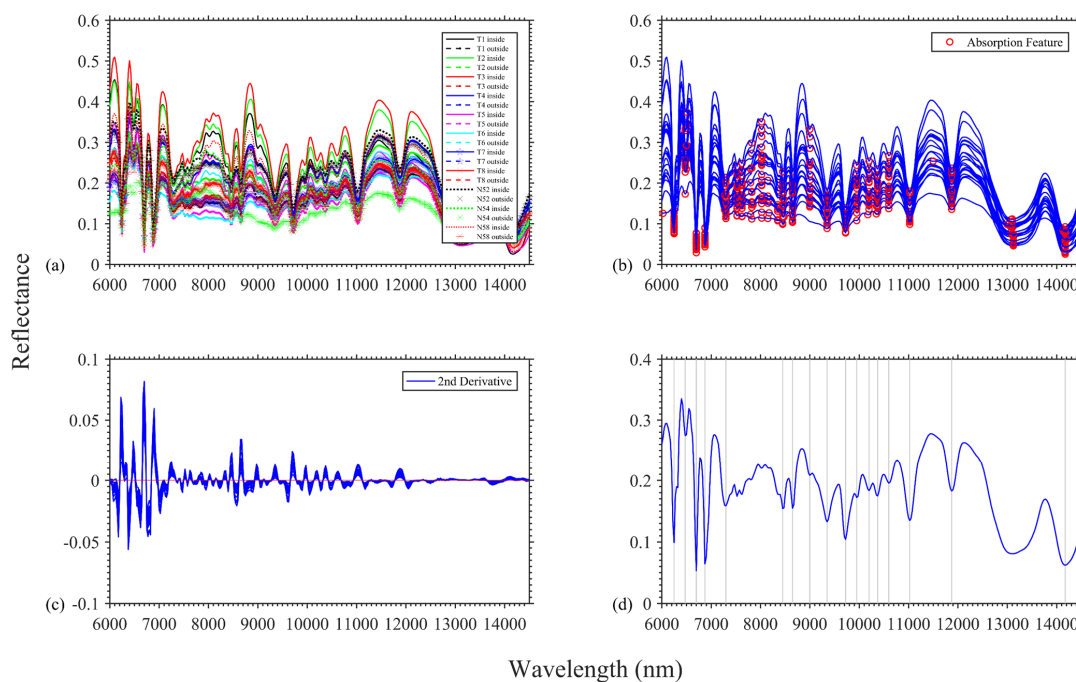 Reflectance
0.6
0.5
0.4
0.3
0.2
0.1
0
(a)
T1 inside
T1 outside
T2 inside
T2 outside
T3 inside
T3 outside
T4 inside
T4 outside
T5 inside
T5 outside
T6 inside
T6 outside
T7 inside
T7 outside
T8 inside
T8 outside
N52 inside
N52 outside
N54 inside
N54 outside
N58 inside
N58 outside
6000 7000 8000 9000 10000 11000 12000 13000 14000
0.6
0.5
0.4
0.3
0.2
0.1
0
(b)
Absorption Feature
6000 7000 8000 9000 10000 11000 12000 13000 14000
0.1
0.05
0
-0.05
-0.1
(c)
2nd Derivative
6000 7000 8000 9000 10000 11000 12000 13000 14000
0.4
0.3
0.2
0.1
0
(d)
6000 7000 8000 9000 10000 11000 12000 13000 14000
Wavelength (nm)